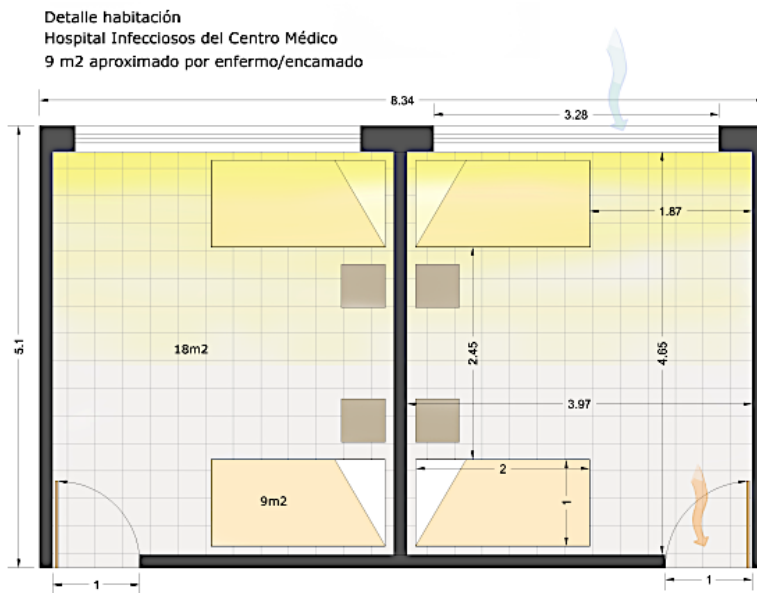 Detalle habitación
Hospital Infecciosos del Centro Médico
9 m2 aproximado por enfermo/encamado
8.34
3.28
1.87
5.1
18m2
2.45
4.65
3.97
2
9m2
1
1
1